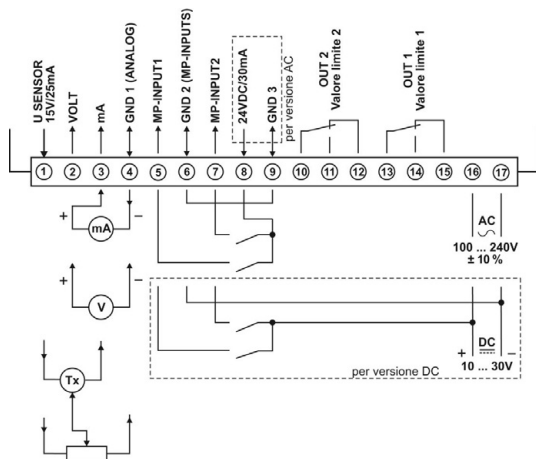 U SENSOR
15V/25mA
VOLT
mA
GND 1 (ANALOG)
MP-INPUT1
GND 2 (MP-INPUTS)
MP-INPUT2
24VDC/30mA
GND 3
per versione AC
OUT 2
Valore limite 2
OUT 1
Valore limite 1
1 2 3 4 5 6 7 8 9 10 11 12 13 14 15 16 17
+ mA −
AC
100 ... 240V
± 10 %
+ V −
+ DC −
10 ... 30V
per versione DC
Tx